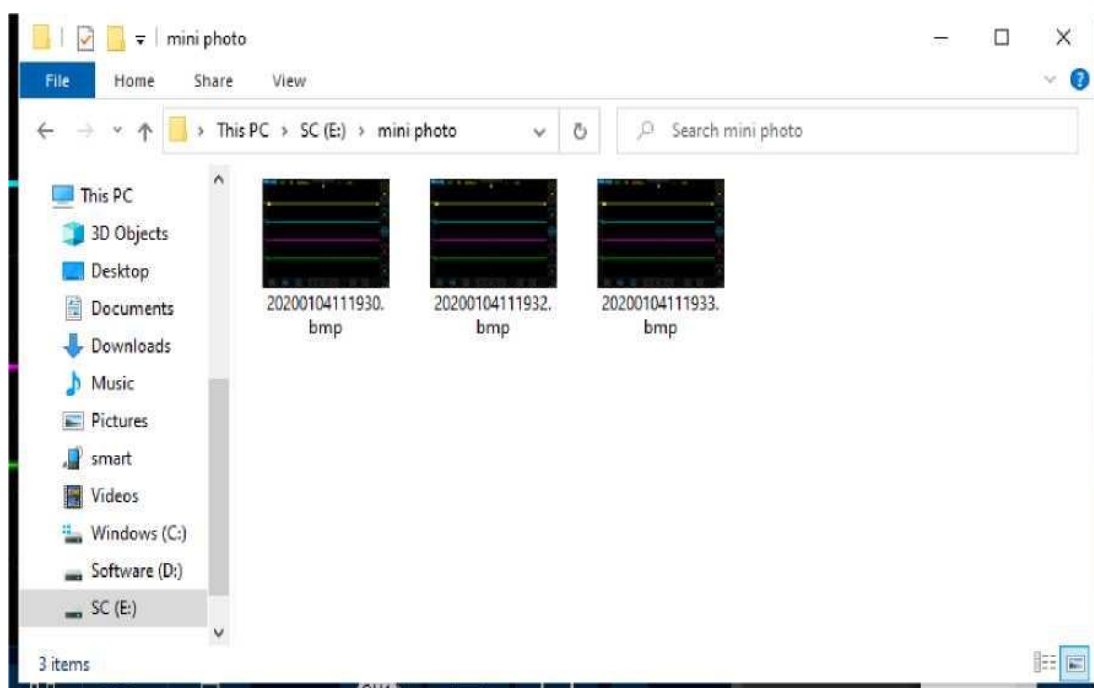 mini photo
File Home Share View
This PC > SC (E:) > mini photo
Search mini photo
This PC
3D Objects
Desktop
Documents
Downloads
Music
Pictures
smart
Videos
Windows (C:)
Software (D:)
SC (E:)
20200104111930.
bmp
20200104111932.
bmp
20200104111933.
bmp
3 items